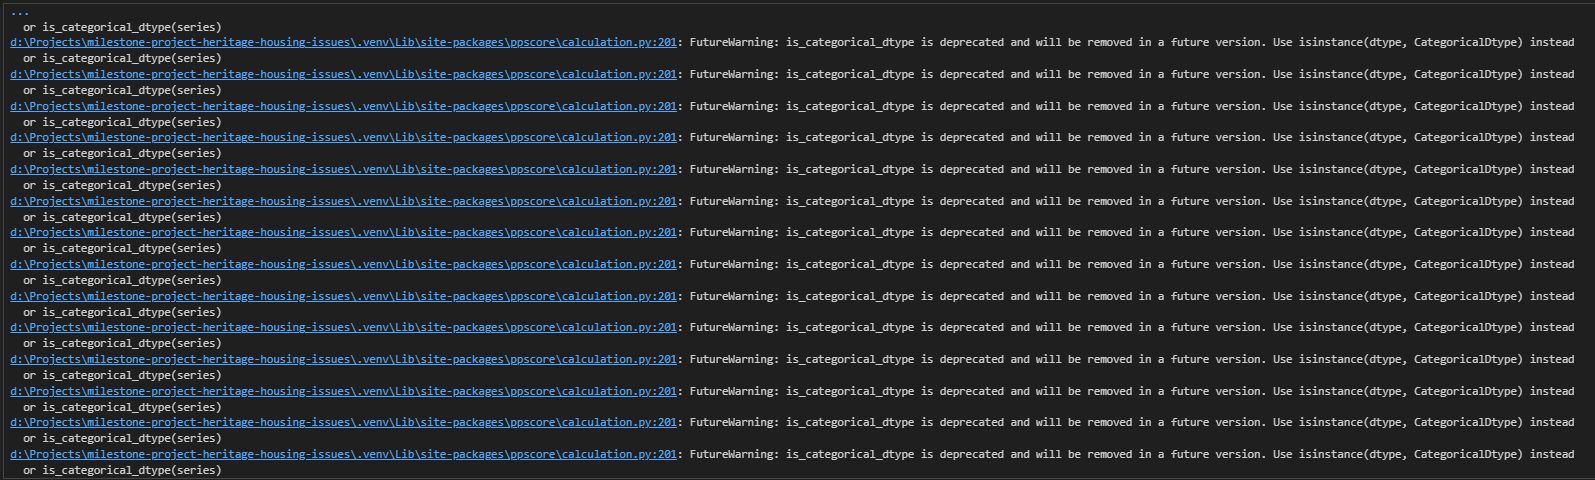 ...
or is_categorical_dtype(series)
d:\Projects\milestone-project-heritage-housing-issues\.venv\Lib\site-packages\ppscore\calculation.py:201: FutureWarning: is_categorical_dtype is deprecated and will be removed in a future version. Use isinstance(dtype, CategoricalDtype) instead
or is_categorical_dtype(series)
d:\Projects\milestone-project-heritage-housing-issues\.venv\Lib\site-packages\ppscore\calculation.py:201: FutureWarning: is_categorical_dtype is deprecated and will be removed in a future version. Use isinstance(dtype, CategoricalDtype) instead
or is_categorical_dtype(series)
d:\Projects\milestone-project-heritage-housing-issues\.venv\Lib\site-packages\ppscore\calculation.py:201: FutureWarning: is_categorical_dtype is deprecated and will be removed in a future version. Use isinstance(dtype, CategoricalDtype) instead
or is_categorical_dtype(series)
d:\Projects\milestone-project-heritage-housing-issues\.venv\Lib\site-packages\ppscore\calculation.py:201: FutureWarning: is_categorical_dtype is deprecated and will be removed in a future version. Use isinstance(dtype, CategoricalDtype) instead
or is_categorical_dtype(series)
d:\Projects\milestone-project-heritage-housing-issues\.venv\Lib\site-packages\ppscore\calculation.py:201: FutureWarning: is_categorical_dtype is deprecated and will be removed in a future version. Use isinstance(dtype, CategoricalDtype) instead
or is_categorical_dtype(series)
d:\Projects\milestone-project-heritage-housing-issues\.venv\Lib\site-packages\ppscore\calculation.py:201: FutureWarning: is_categorical_dtype is deprecated and will be removed in a future version. Use isinstance(dtype, CategoricalDtype) instead
or is_categorical_dtype(series)
d:\Projects\milestone-project-heritage-housing-issues\.venv\Lib\site-packages\ppscore\calculation.py:201: FutureWarning: is_categorical_dtype is deprecated and will be removed in a future version. Use isinstance(dtype, CategoricalDtype) instead
or is_categorical_dtype(series)
d:\Projects\milestone-project-heritage-housing-issues\.venv\Lib\site-packages\ppscore\calculation.py:201: FutureWarning: is_categorical_dtype is deprecated and will be removed in a future version. Use isinstance(dtype, CategoricalDtype) instead
or is_categorical_dtype(series)
d:\Projects\milestone-project-heritage-housing-issues\.venv\Lib\site-packages\ppscore\calculation.py:201: FutureWarning: is_categorical_dtype is deprecated and will be removed in a future version. Use isinstance(dtype, CategoricalDtype) instead
or is_categorical_dtype(series)
d:\Projects\milestone-project-heritage-housing-issues\.venv\Lib\site-packages\ppscore\calculation.py:201: FutureWarning: is_categorical_dtype is deprecated and will be removed in a future version. Use isinstance(dtype, CategoricalDtype) instead
or is_categorical_dtype(series)
d:\Projects\milestone-project-heritage-housing-issues\.venv\Lib\site-packages\ppscore\calculation.py:201: FutureWarning: is_categorical_dtype is deprecated and will be removed in a future version. Use isinstance(dtype, CategoricalDtype) instead
or is_categorical_dtype(series)
d:\Projects\milestone-project-heritage-housing-issues\.venv\Lib\site-packages\ppscore\calculation.py:201: FutureWarning: is_categorical_dtype is deprecated and will be removed in a future version. Use isinstance(dtype, CategoricalDtype) instead
or is_categorical_dtype(series)
d:\Projects\milestone-project-heritage-housing-issues\.venv\Lib\site-packages\ppscore\calculation.py:201: FutureWarning: is_categorical_dtype is deprecated and will be removed in a future version. Use isinstance(dtype, CategoricalDtype) instead
or is_categorical_dtype(series)
d:\Projects\milestone-project-heritage-housing-issues\.venv\Lib\site-packages\ppscore\calculation.py:201: FutureWarning: is_categorical_dtype is deprecated and will be removed in a future version. Use isinstance(dtype, CategoricalDtype) instead
or is_categorical_dtype(series)